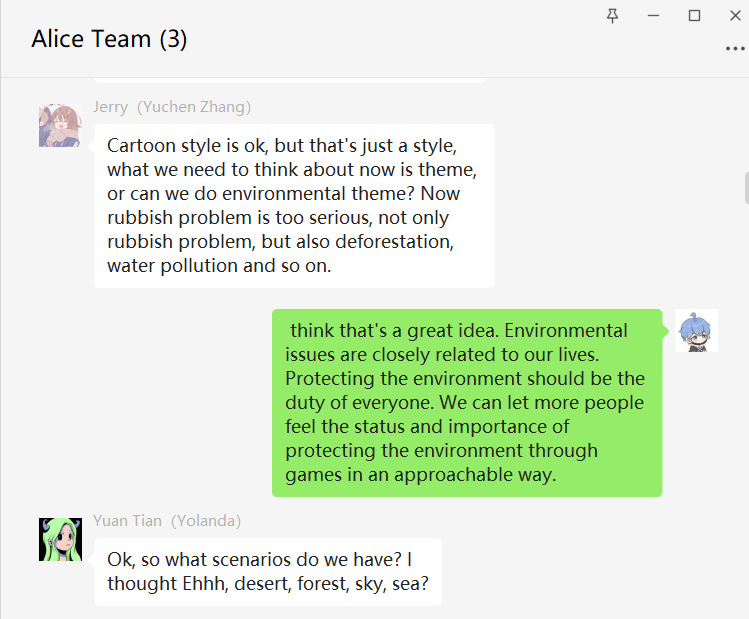 Alice Team (3)
Jerry (Yuchen Zhang)
Cartoon style is ok, but that's just a style,
what we need to think about now is theme,
or can we do environmental theme? Now
rubbish problem is too serious, not only
rubbish problem, but also deforestation,
water pollution and so on.
think that's a great idea. Environmental
issues are closely related to our lives.
Protecting the environment should be the
duty of everyone. We can let more people
feel the status and importance of
protecting the environment through
games in an approachable way.
Yuan Tian (Yolanda)
Ok, so what scenarios do we have? I
thought Ehhh, desert, forest, sky, sea?